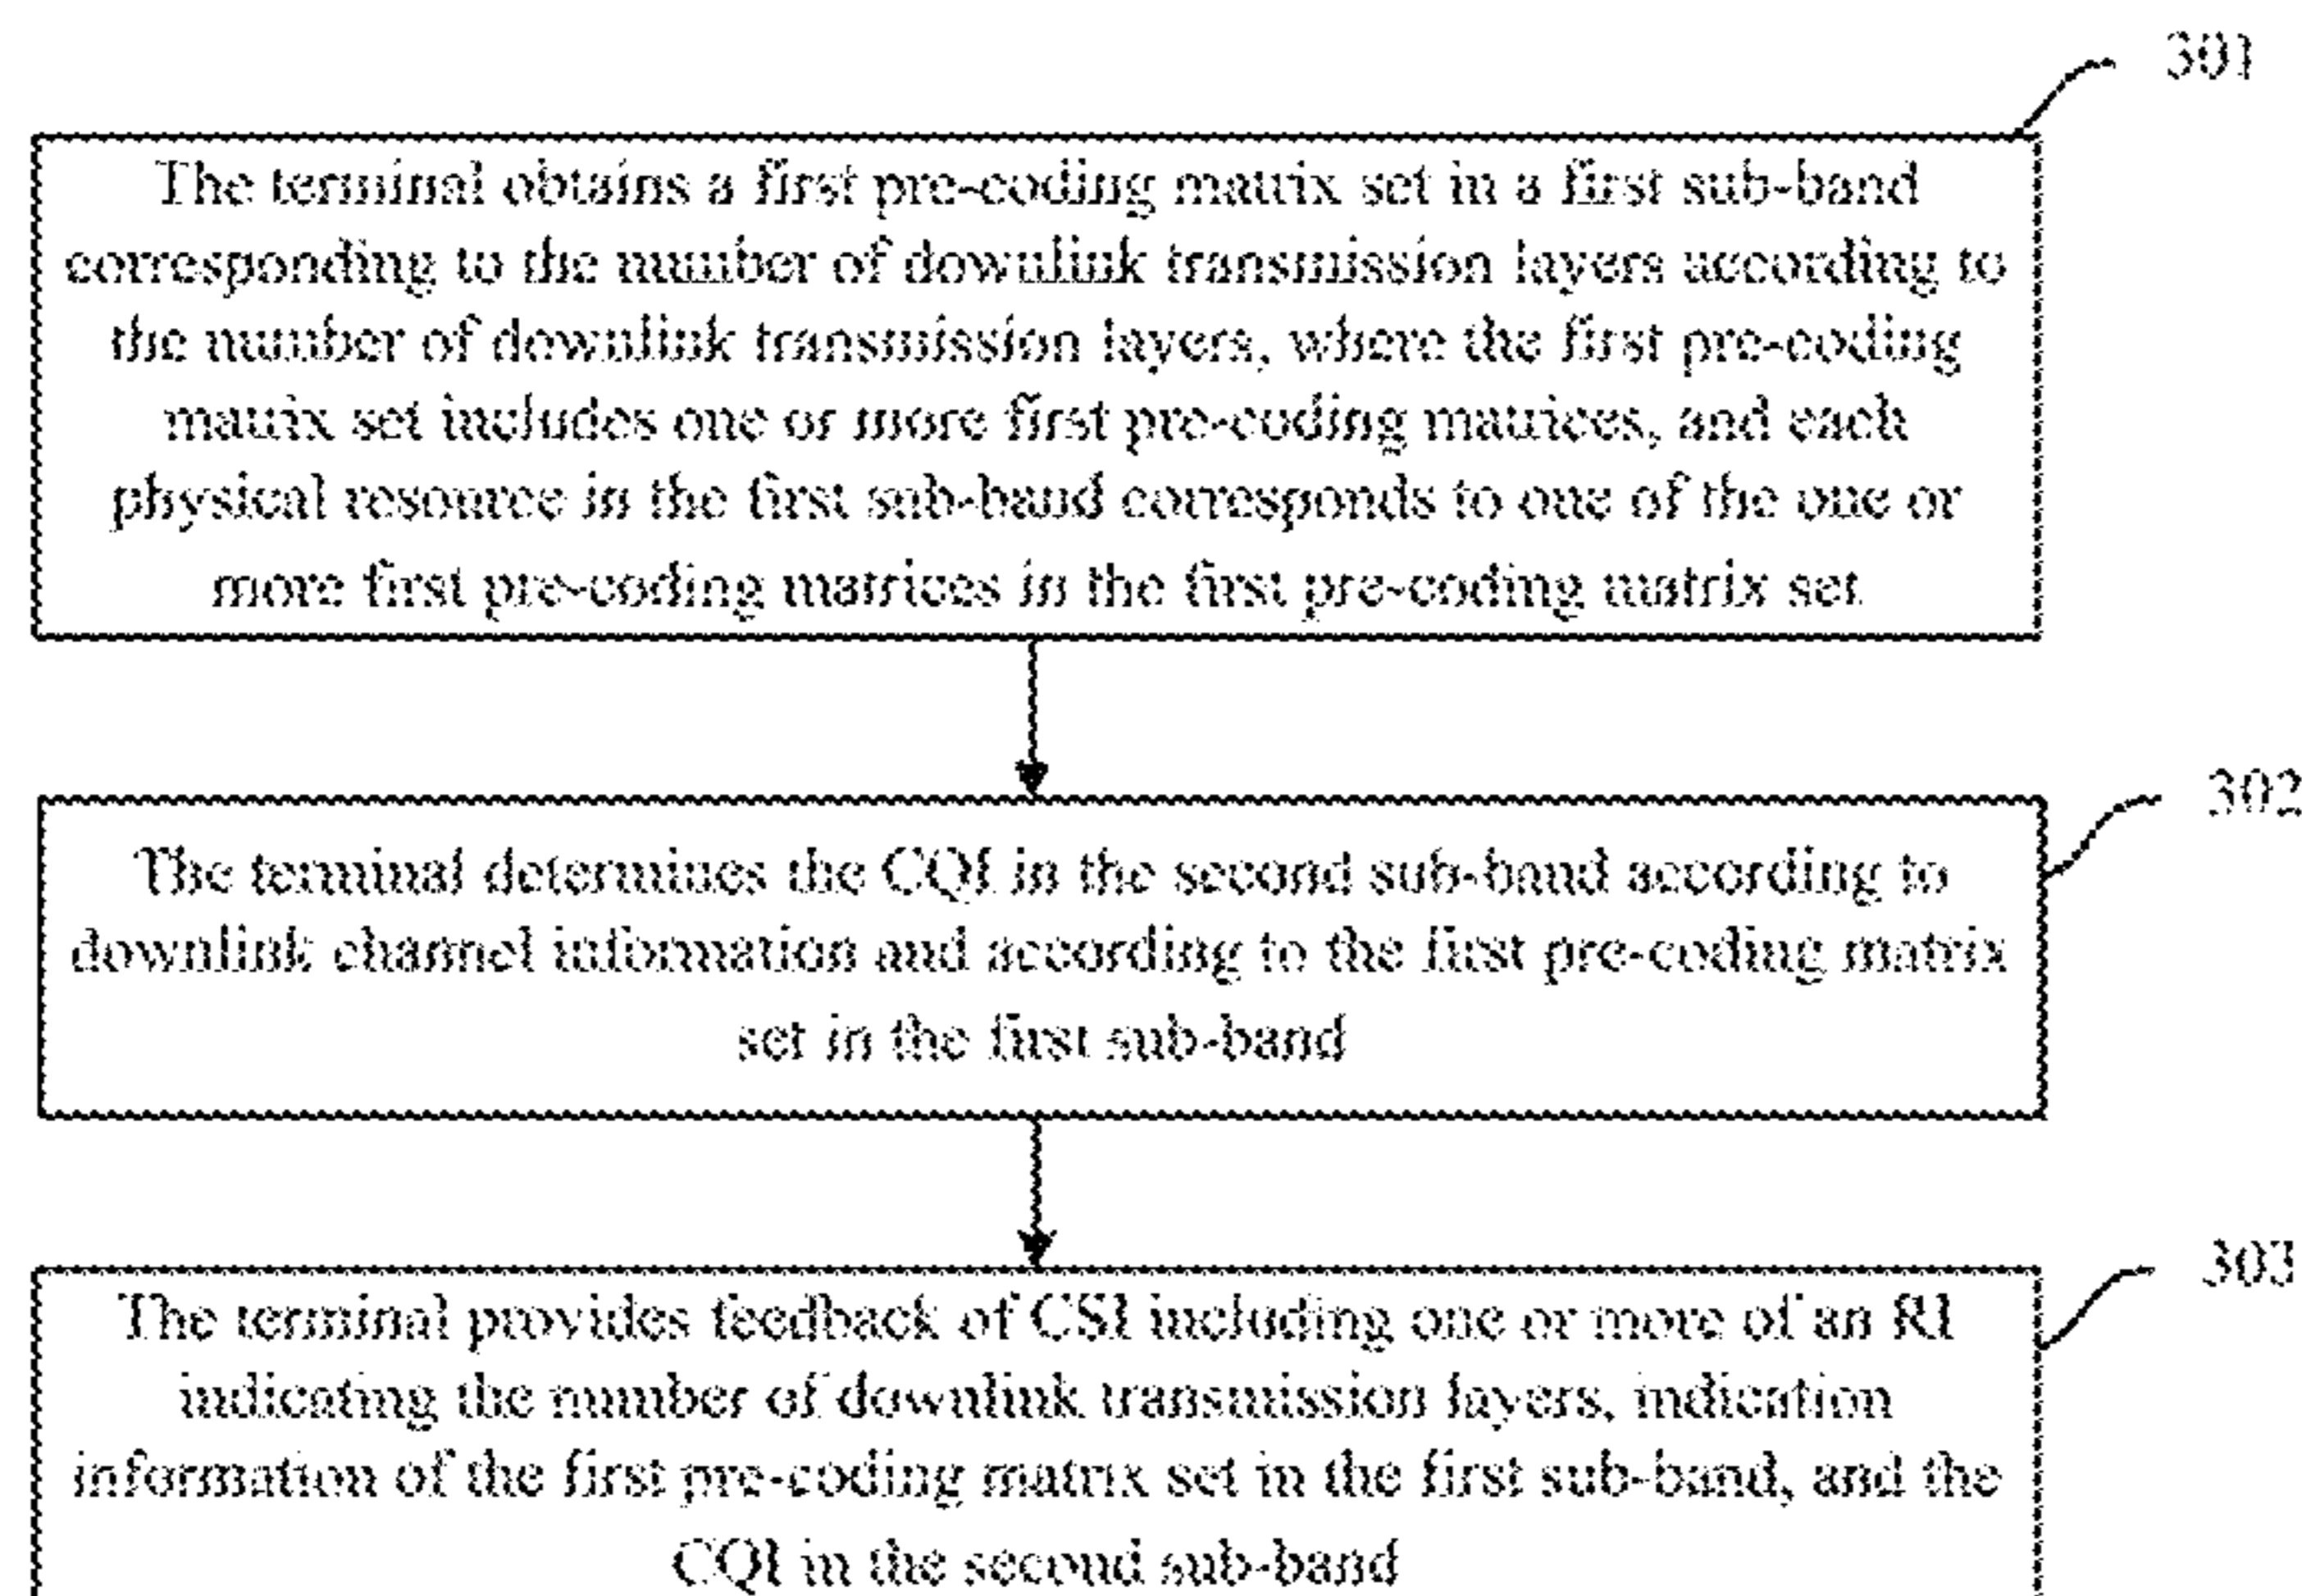 301
The terminal obtains a first pre-coding matrix set in a first sub-band
corresponding to the number of downlink transmission layers according to
the number of downlink transmission layers, where the first pre-coding
matrix set includes one or more first pre-coding matrices, and each
physical resource in the first sub-band corresponds to one of the one or
more first pre-coding matrices in the first pre-coding matrix set
302
The terminal determines the CQI in the second sub-band according to
downlink channel information and according to the first pre-coding matrix
set in the first sub-band
303
The terminal provides feedback of CSI including one or more of an RI
indicating the number of downlink transmission layers, indication
information of the first pre-coding matrix set in the first sub-band, and the
CQI in the second sub-band